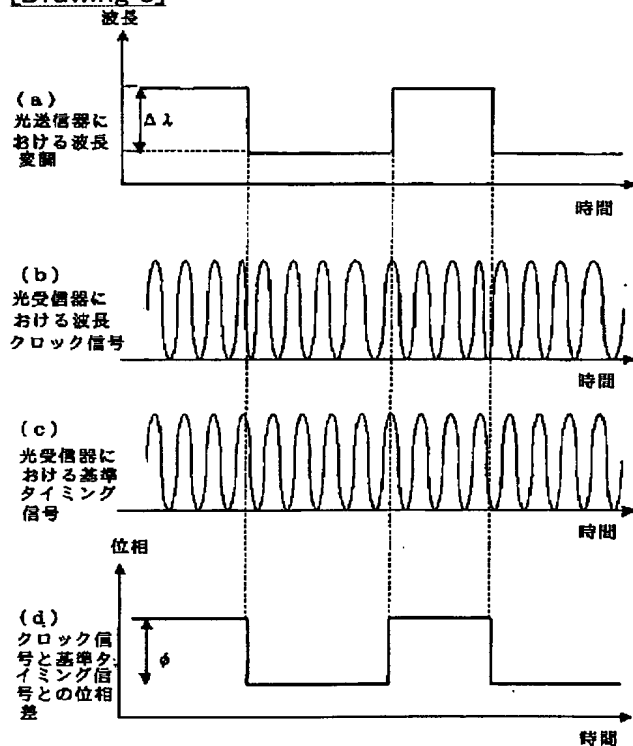 波長
(a)
光送信器に
おける波長
変調
Δλ
時間
(b)
光受信器に
おける波長
クロック信号
時間
(c)
光受信器に
おける基準
タイミング
信号
時間
位相
(d)
クロック信
号と基準タ
イミング信
号との位相
差
φ
時間